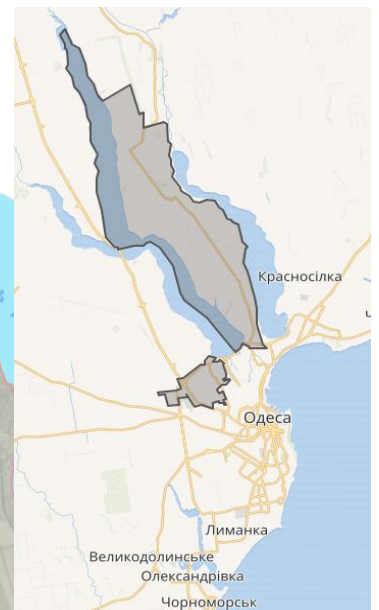 Красносілка
Ч
Одеса
Лиманка
Великодолинське
Олександрівка
Чорноморськ